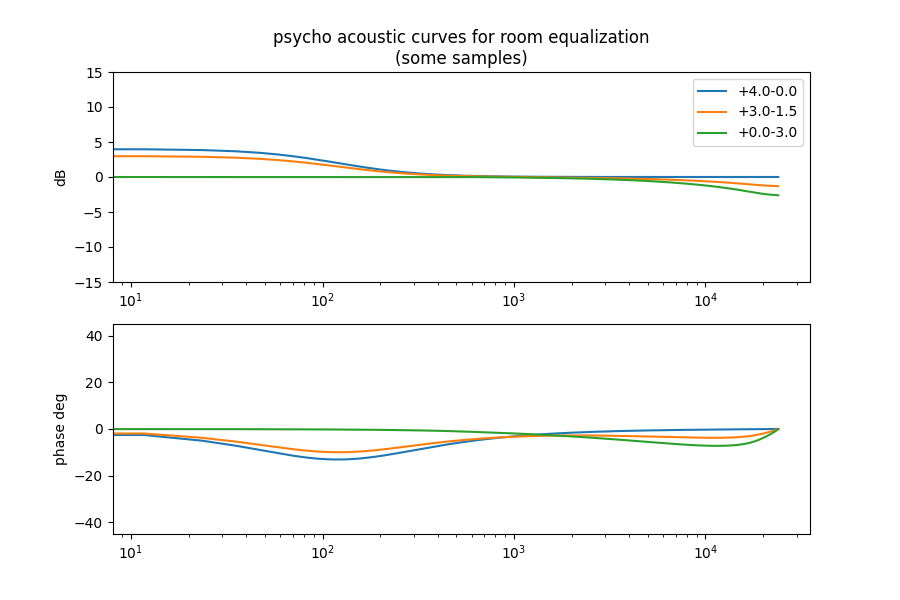 psycho acoustic curves for room equalization
(some samples)
dB
15
10
5
0
−5
−10
−15
+4.0-0.0
+3.0-1.5
+0.0-3.0
10¹ 10² 10³ 10⁴
phase deg
40
20
0
−20
−40
10¹ 10² 10³ 10⁴